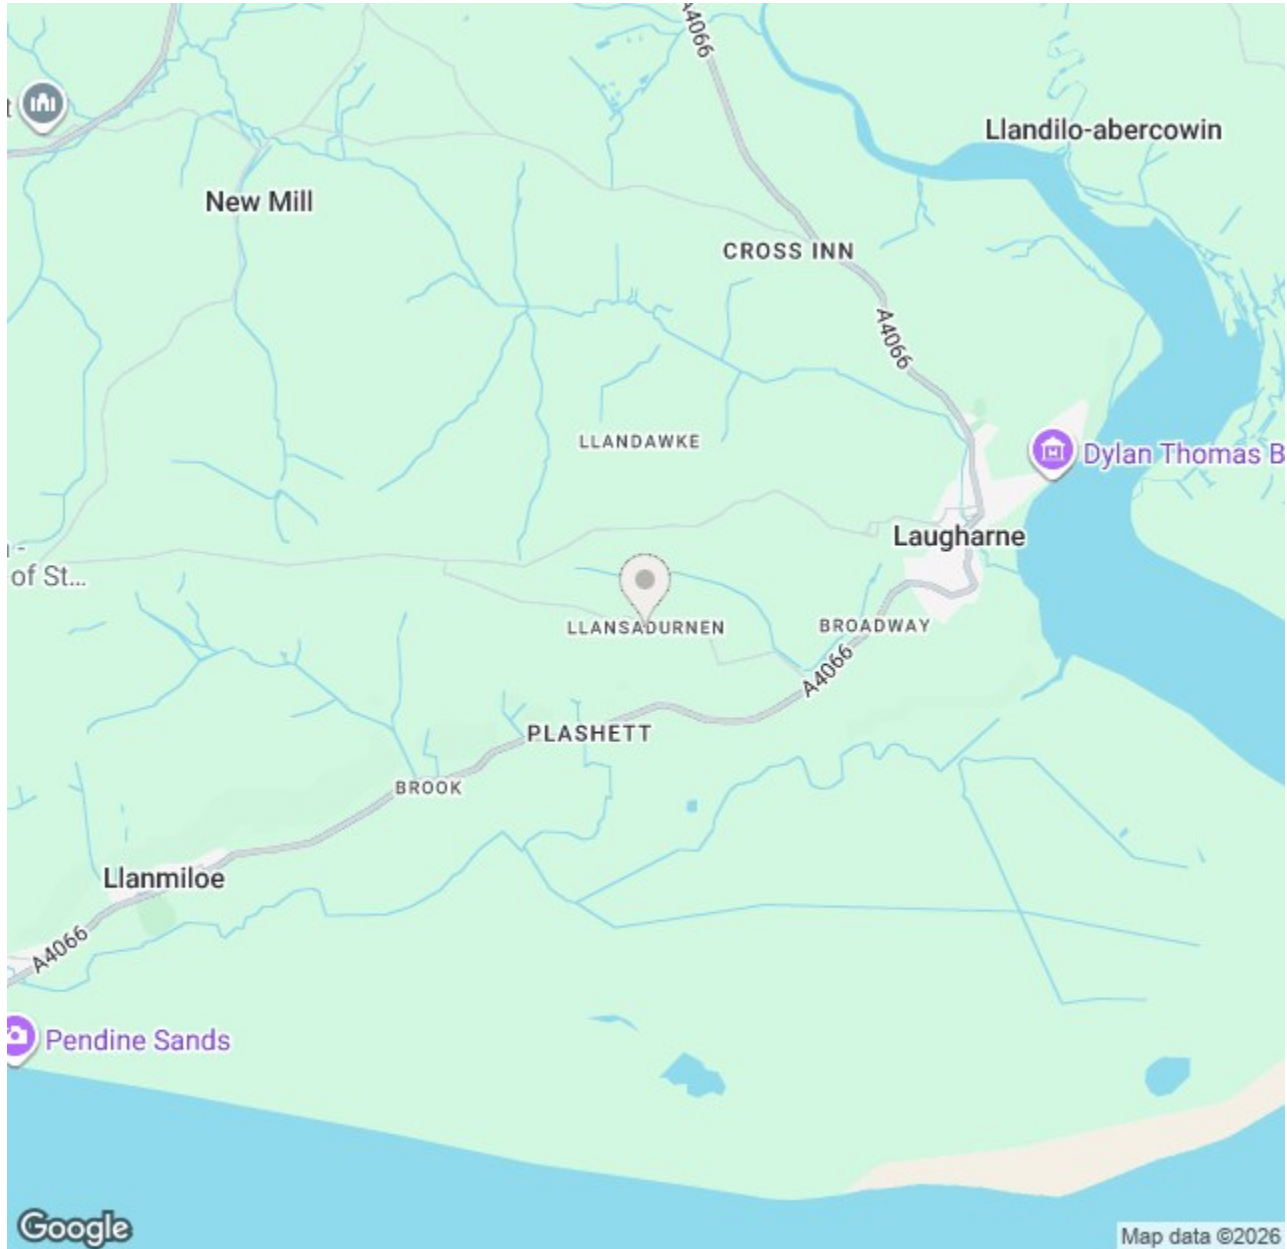 A4066
Llandilo-abercowin
t
New Mill
CROSS INN
A4066
LLANDAWKE
Dylan Thomas B
Laugharne
-
of St...
LLANSADURNEN
BROADWAY
A4066
PLASHETT
BROOK
Llanmiloe
A4066
Pendine Sands
Google
Map data ©2026